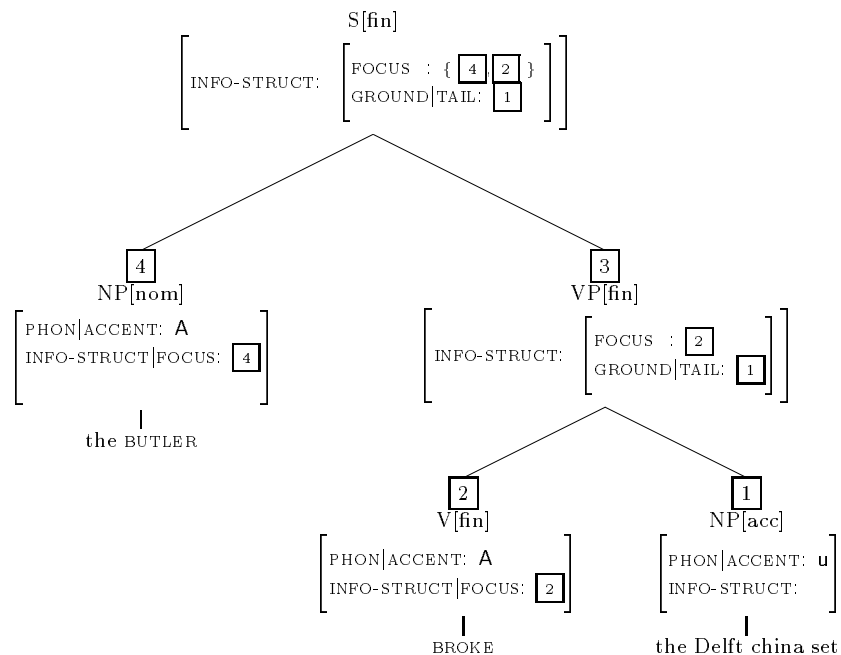 S[fin]
FOCUS : { 4, 2 }
INFO-STRUCT:
GROUND|TAIL: 1
4
NP[nom]
PHON|ACCENT: A
INFO-STRUCT|FOCUS: 4
the BUTLER
3
VP[fin]
FOCUS : 2
INFO-STRUCT:
GROUND|TAIL: 1
2
V[fin]
PHON|ACCENT: A
INFO-STRUCT|FOCUS: 2
BROKE
1
NP[acc]
PHON|ACCENT: u
INFO-STRUCT:
the Delft china set